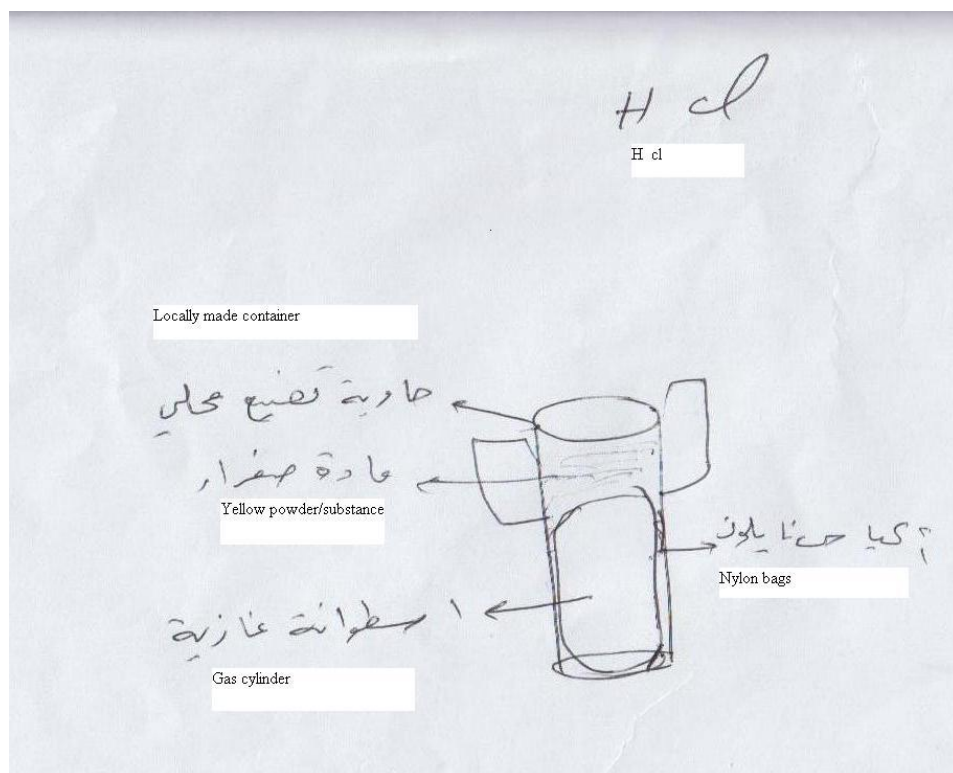 H cl
H cl
Locally made container
حاوية تصنيع محلي
مادة صفراء
Yellow powder/substance
أكياس نايلون
Nylon bags
اسطوانة غازية
Gas cylinder